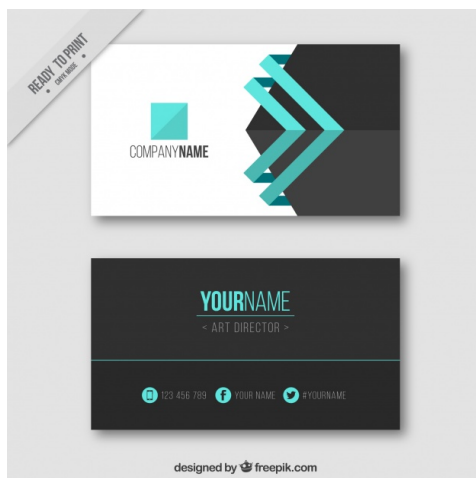 READY TO PRINT
CMYK MODE
COMPANYNAME
YOURNAME
< ART DIRECTOR >
123 456 789 YOUR NAME #YOURNAME
designed by freepik.com